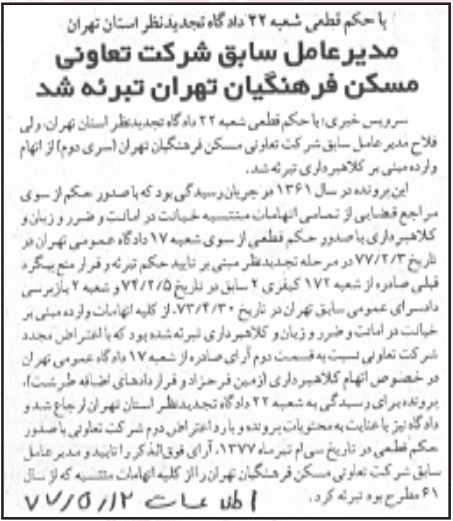 با حکم قطعی شعبه ۲۲ دادگاه تجدیدنظر استان تهران
مدیرعامل سابق شرکت تعاونی
مسکن فرهنگیان تهران تبرئه شد
سرویس خبری: با حکم قطعی شعبه ۲۲ دادگاه تجدیدنظر استان تهران، ولی
فلاح مدیر عامل سابق شرکت تعاونی مسکن فرهنگیان تهران (سری دوم) از اتهام
وارده مبنی بر کلاهبرداری تبرئه شد.
این پرونده در سال ۱۳۶۱ در جریان رسیدگی بود که با صدور حکم از سوی
مراجع قضایی از تمامی اتهامات منتسبه خیانت در امانت و ضرر و زیان و
کلاهبرداری با صدور حکم قطعی از سوی شعبه ۱۷ دادگاه عمومی تهران در
تاریخ ۷۷/۲/۳ در مرحله تجدیدنظر مبنی بر تایید حکم تبرئه و قرار منع پیگرد
قبلی صادره از شعبه ۱۷۲ کیفری ۲ سابق در تاریخ ۷۴/۲/۵ و شعبه ۲ بازپرسی
دادسرای عمومی سابق تهران در تاریخ ۷۳/۴/۳۰، از کلیه اتهامات وارده مبنی بر
خیانت در امانت و ضرر و زیان و کلاهبرداری تبرئه شده بود که با اعتراض مجدد
شرکت تعاونی نسبت به قسمت دوم آرای صادره از شعبه ۱۷ دادگاه عمومی تهران
در خصوص اتهام کلاهبرداری (زمین فرحزاد و قراردادهای اضافه طرشت)،
پرونده برای رسیدگی به شعبه ۲۲ دادگاه تجدیدنظر استان تهران ارجاع شد و
دادگاه نیز با عنایت به محتویات پرونده و با رد اعتراض دوم شرکت تعاونی با صدور
حکم قطعی در تاریخ سی‌ام تیرماه ۱۳۷۷، آرای فوق‌الذکر را تایید و مدیرعامل
سابق شرکت تعاونی مسکن فرهنگیان تهران را از کلیه اتهامات منتسبه که از سال
۶۱ مطرح بود تبرئه کرد.
اطلاعات ۷۷/۵/۱۲